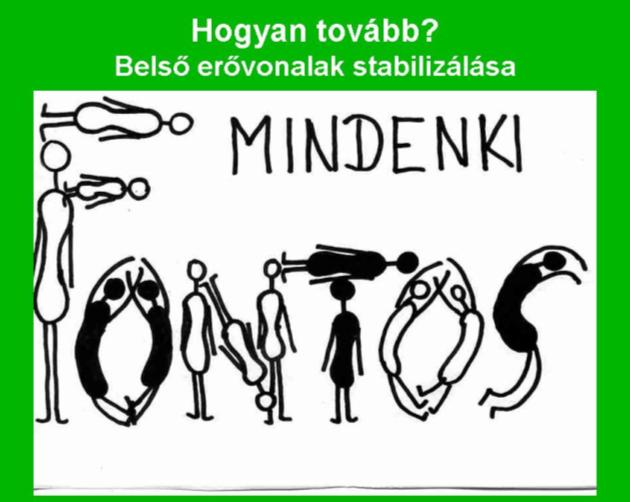 Hogyan tovább?
Belső erővonalak stabilizálása
MINDENKI
FONTOS